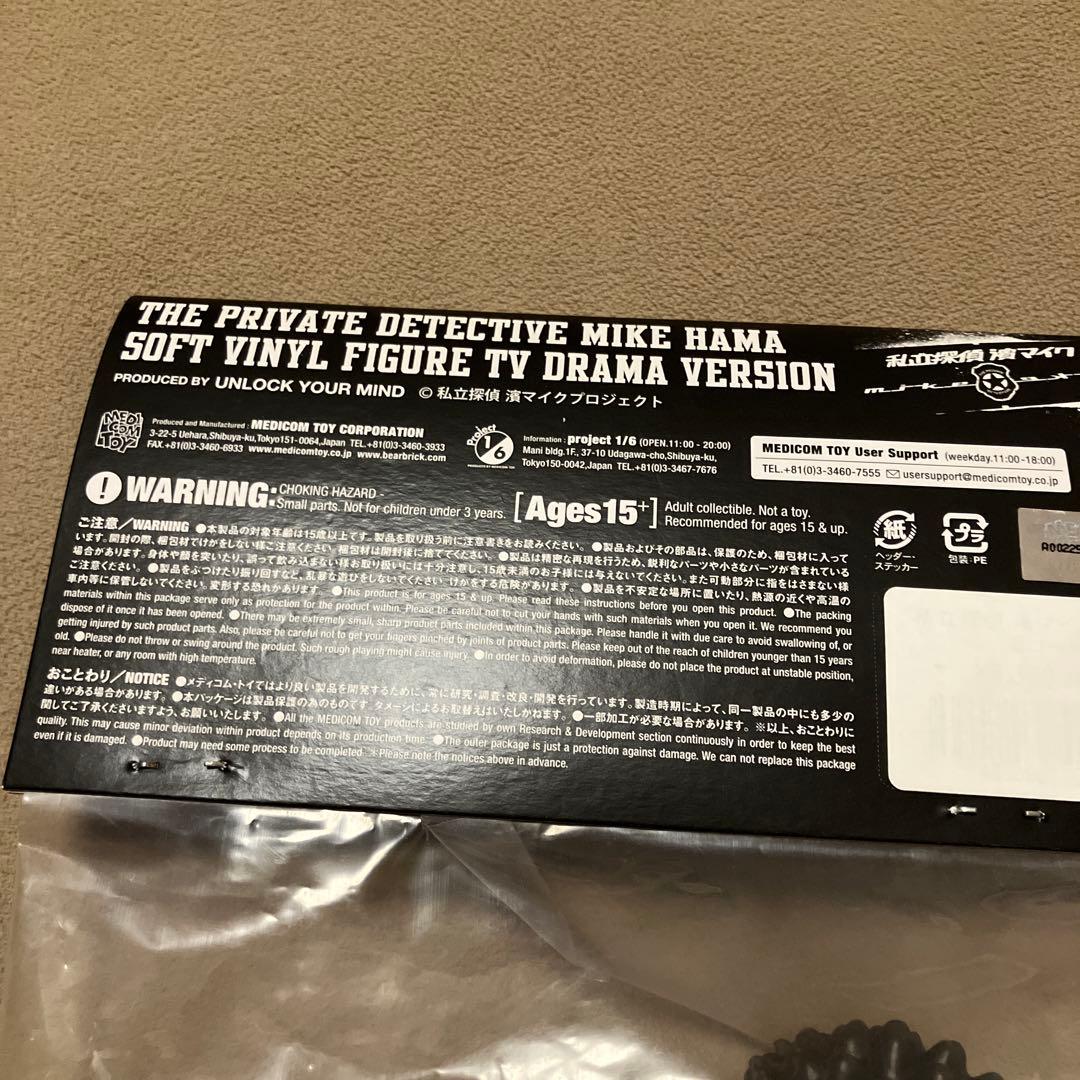 THE PRIVATE DETECTIVE MIKE HAMA
SOFT VINYL FIGURE TV DRAMA VERSION
PRODUCED BY UNLOCK YOUR MIND © 私立探偵 濱マイクプロジェクト
私立探偵 濱マイク
MEDI
COM
TOY
Produced and Manufactured : MEDICOM TOY CORPORATION
3-22-5 Uehara,Shibuya-ku,Tokyo151-0064,Japan TEL.+81(0)3-3460-3933
FAX.+81(0)3-3460-6933 www.medicomtoy.co.jp www.bearbrick.com
Project
1/6
PRODUCED BY MEDICOM TOY
Information : project 1/6 (OPEN.11:00 - 20:00)
Mani bldg.1F., 37-10 Udagawa-cho,Shibuya-ku,
Tokyo150-0042,Japan TEL.+81(0)3-3467-7676
MEDICOM TOY User Support (weekday.11:00-18:00)
TEL.+81(0)3-3460-7555 usersupport@medicomtoy.co.jp
WARNING: CHOKING HAZARD -
Small parts. Not for children under 3 years.
[Ages15+]
Adult collectible. Not a toy.
Recommended for ages 15 & up.
紙
ヘッダー・
ステッカー
プラ
包装・PE
A00225
ご注意/WARNING ●本製品の対象年齢は15歳以上です。製品を取り扱う前に注意書きをお読みください。 ●製品およびその部品は、保護のため、梱包材に入って
います。開封の際、梱包材でけがをしない様ご注意ください。梱包材は開封後に捨ててください。 ●製品は精密な再現を行うため、鋭利なパーツや小さなパーツが含まれている
場合があります。身体や顔を突いたり、誤って飲み込まない様お取り扱いには十分注意し、15歳未満のお子様には与えないでください。また可動部分に指をはさまない様
ご注意ください。 ●製品をぶつけたり振り回すなど、乱暴な遊びをしないでください。けがをする危険があります。 ●製品を不安定な場所に置いたり、熱源の近くや高温の
車内等に保管しないでください。変形する恐れがあります。 ●This product is for ages 15 & up. Please read these instructions before you open this product. ●The packing
materials within this package serve only as protection for the product within. Please be careful not to cut your hands with such materials when you open it. We recommend you
dispose of it once it has been opened. ●There may be extremely small, sharp product parts included within this package. Please handle it with due care to avoid swallowing of, or
getting injured by such product parts. Also, please be careful not to get your fingers pinched by joints of product parts. Please keep out of the reach of children younger than 15 years
old. ●Please do not throw or swing around the product. Such rough playing might cause injury. ●In order to avoid deformation, please do not place the product at unstable position,
near heater, or any room with high temperature.
おことわり/NOTICE ●メディコム・トイではより良い製品を開発するために、常に研究・調査・改良・開発を行っています。製造時期によって、同一製品の中にも多少の
違いがある場合があります。 ●本パッケージは製品保護の為のものです。ダメージによるお取替えはいたしかねます。 ●一部加工が必要な場合があります。 ※以上、おことわりに
関してご了承くださいますよう、お願いいたします。 ●All the MEDICOM TOY products are studied by own Research & Development section continuously in order to keep the best
quality. This may cause minor deviation within product depends on its production time. ●The outer package is just a protection against damage. We can not replace this package
even if it is damaged. ●Product may need some process to be completed. ＊Please note the notices above in advance.